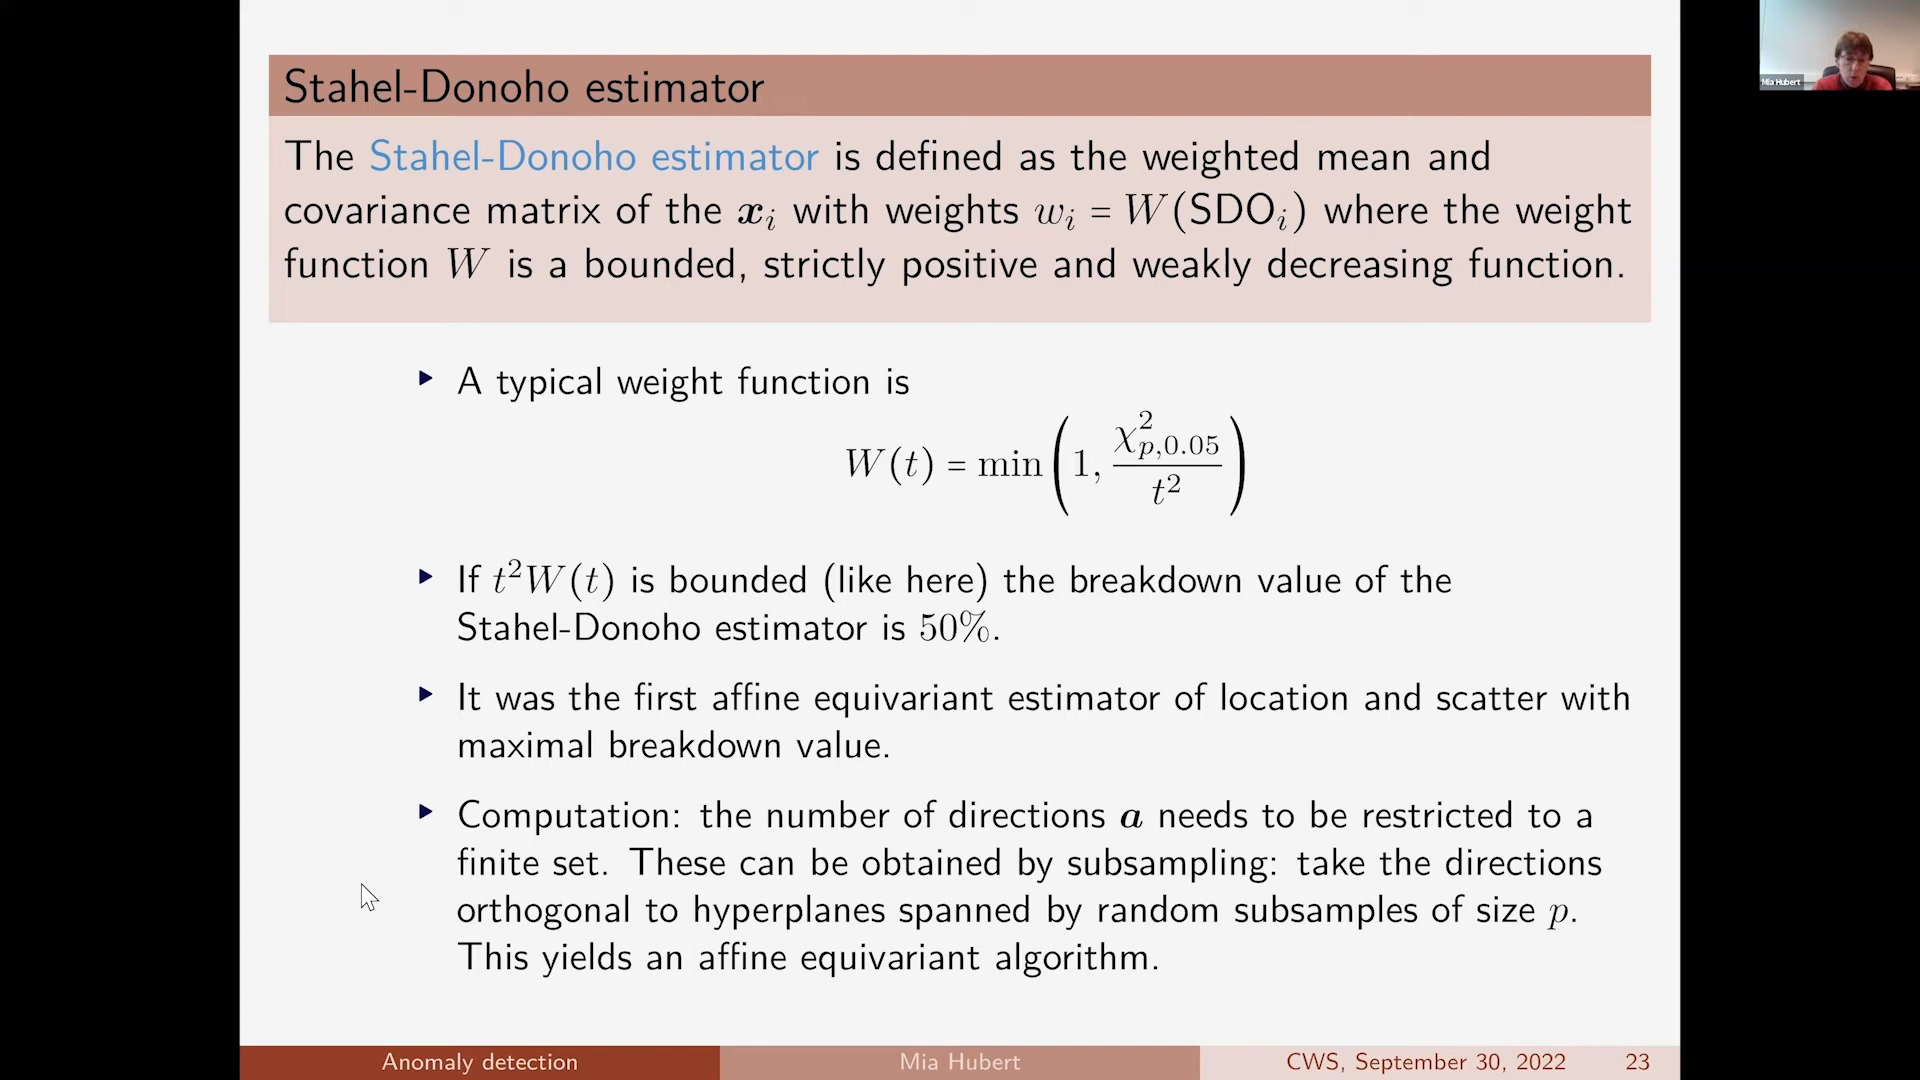 Stahel-Donoho estimator
Mia Hubert
The Stahel-Donoho estimator is defined as the weighted mean and
covariance matrix of the 𝒙ᵢ with weights wᵢ = W(SDOᵢ) where the weight
function W is a bounded, strictly positive and weakly decreasing function.
▶ A typical weight function is
W(t) = min(1, χ²_{p,0.05} / t²)
▶ If t²W(t) is bounded (like here) the breakdown value of the
Stahel-Donoho estimator is 50%.
▶ It was the first affine equivariant estimator of location and scatter with
maximal breakdown value.
▶ Computation: the number of directions 𝒂 needs to be restricted to a
finite set. These can be obtained by subsampling: take the directions
orthogonal to hyperplanes spanned by random subsamples of size p.
This yields an affine equivariant algorithm.
Anomaly detection Mia Hubert CWS, September 30, 2022 23